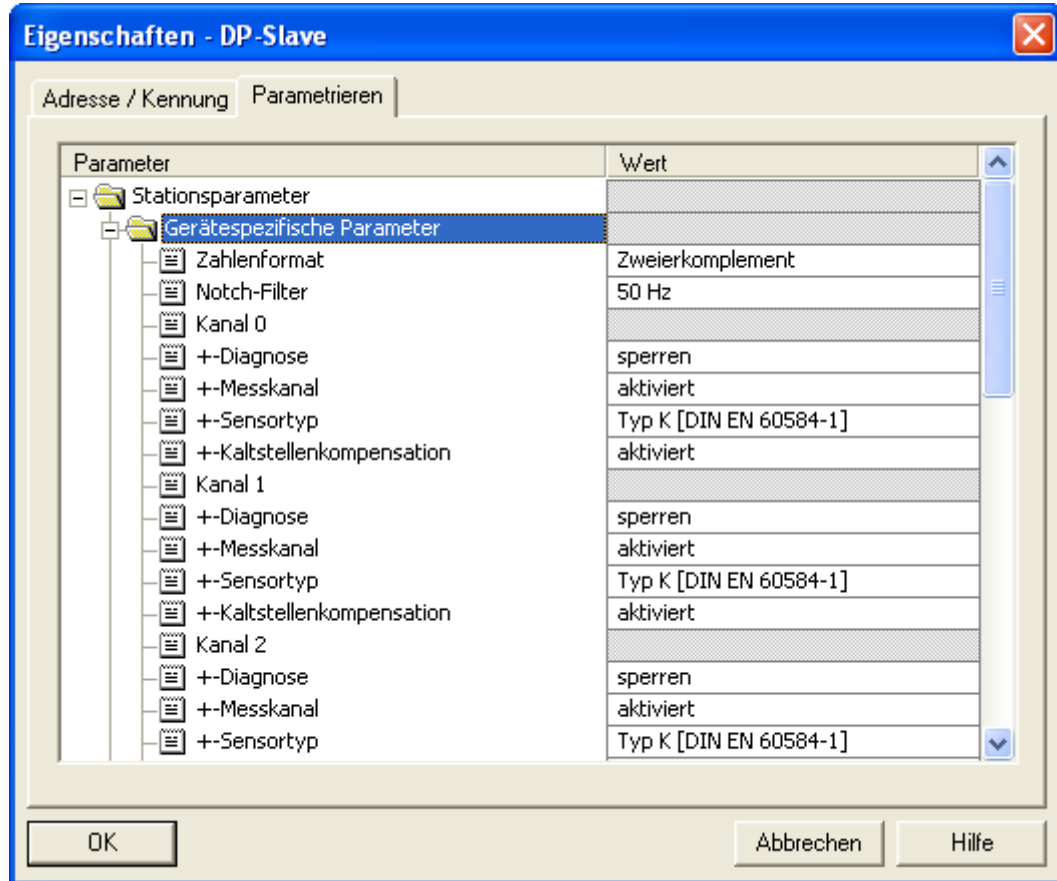 Eigenschaften - DP-Slave
Adresse / Kennung Parametrieren
Parameter Wert
Stationsparameter
Gerätespezifische Parameter
Zahlenformat Zweierkomplement
Notch-Filter 50 Hz
Kanal 0
+-Diagnose sperren
+-Messkanal aktiviert
+-Sensortyp Typ K [DIN EN 60584-1]
+-Kaltstellenkompensation aktiviert
Kanal 1
+-Diagnose sperren
+-Messkanal aktiviert
+-Sensortyp Typ K [DIN EN 60584-1]
+-Kaltstellenkompensation aktiviert
Kanal 2
+-Diagnose sperren
+-Messkanal aktiviert
+-Sensortyp Typ K [DIN EN 60584-1]
OK Abbrechen Hilfe